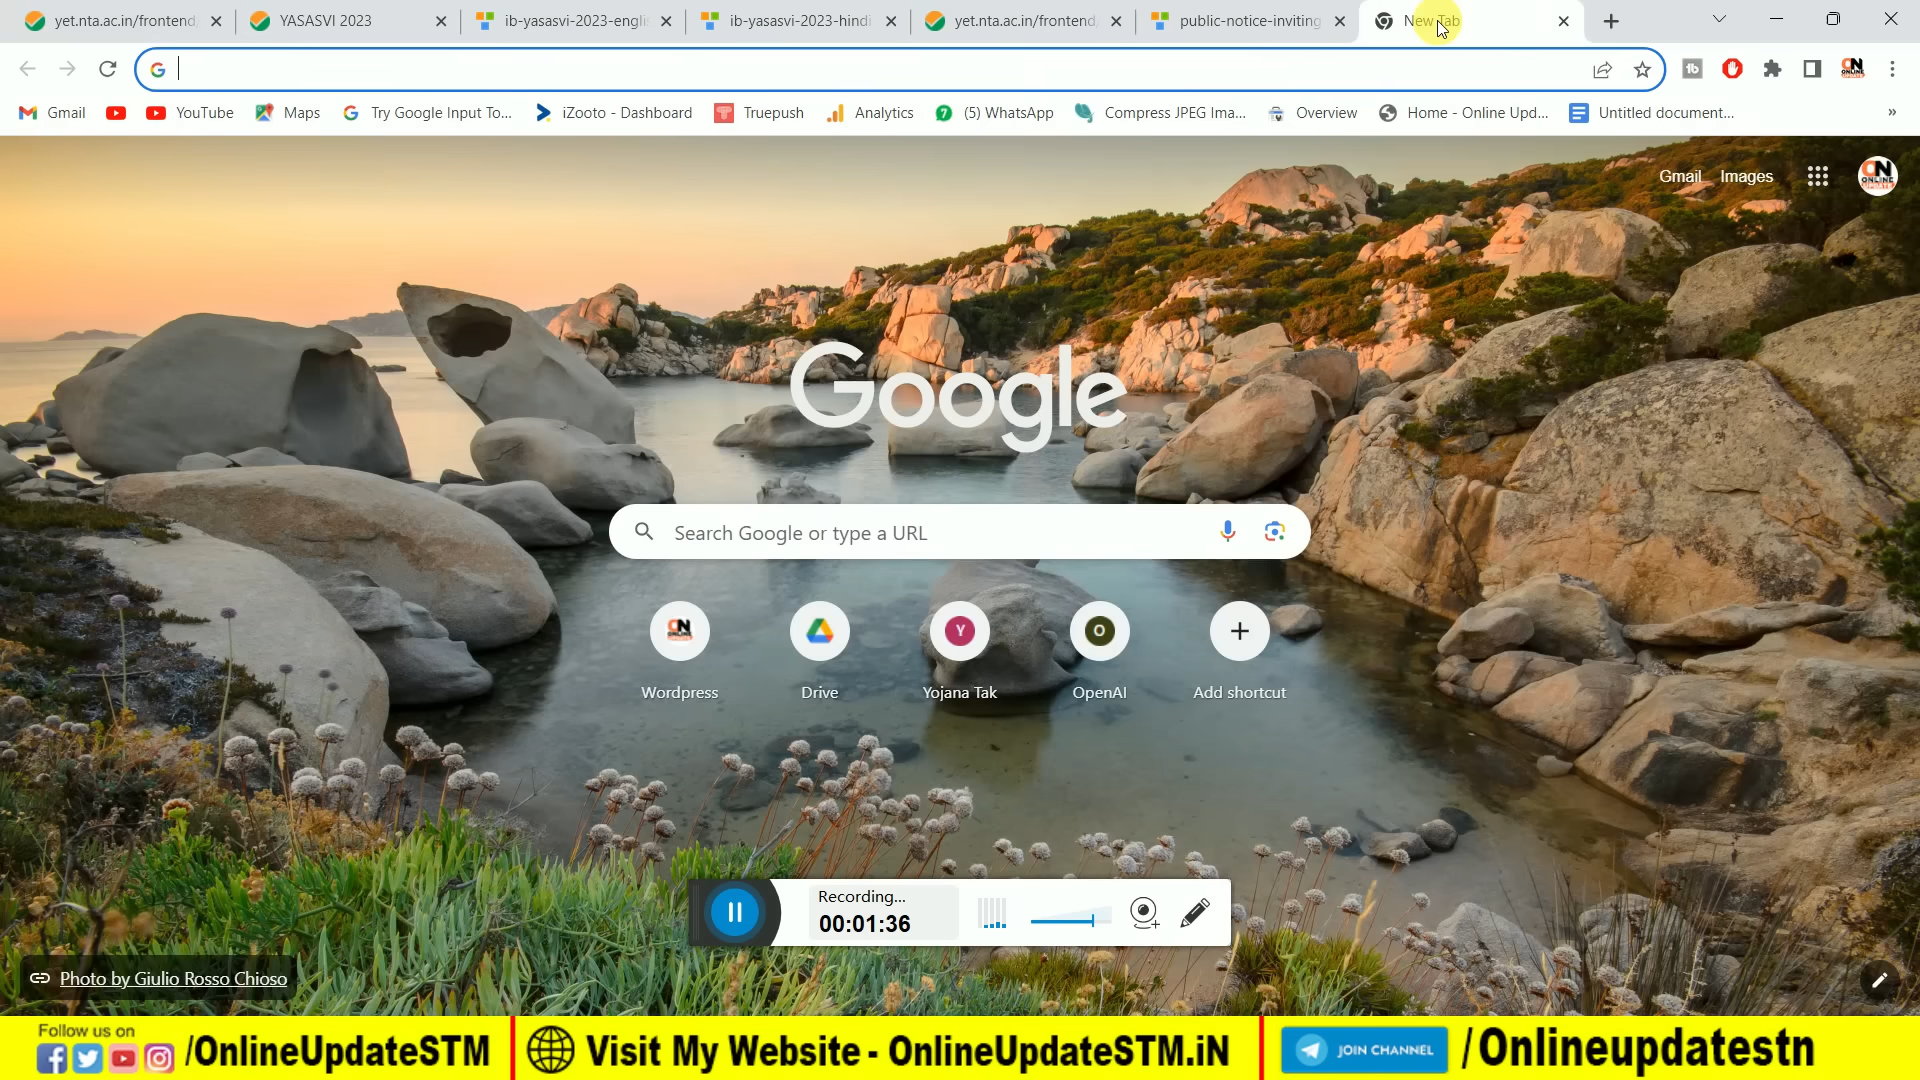 yet.nta.ac.in/frontend/
YASASVI 2023
ib-yasasvi-2023-englis
ib-yasasvi-2023-hindi
yet.nta.ac.in/frontend/
public-notice-inviting
New Tab
Gmail
YouTube
Maps
Try Google Input To...
iZooto - Dashboard
Truepush
Analytics
(5) WhatsApp
Compress JPEG Ima...
Overview
Home - Online Upd...
Untitled document...
»
Gmail Images
ON
ONLINE
UPDATE
Google
Search Google or type a URL
Wordpress
Drive
Y
Yojana Tak
O
OpenAI
Add shortcut
Recording...
00:01:36
Photo by Giulio Rosso Chioso
Follow us on
/OnlineUpdateSTM
Visit My Website - OnlineUpdateSTM.iN
JOIN CHANNEL
/Onlineupdatestn